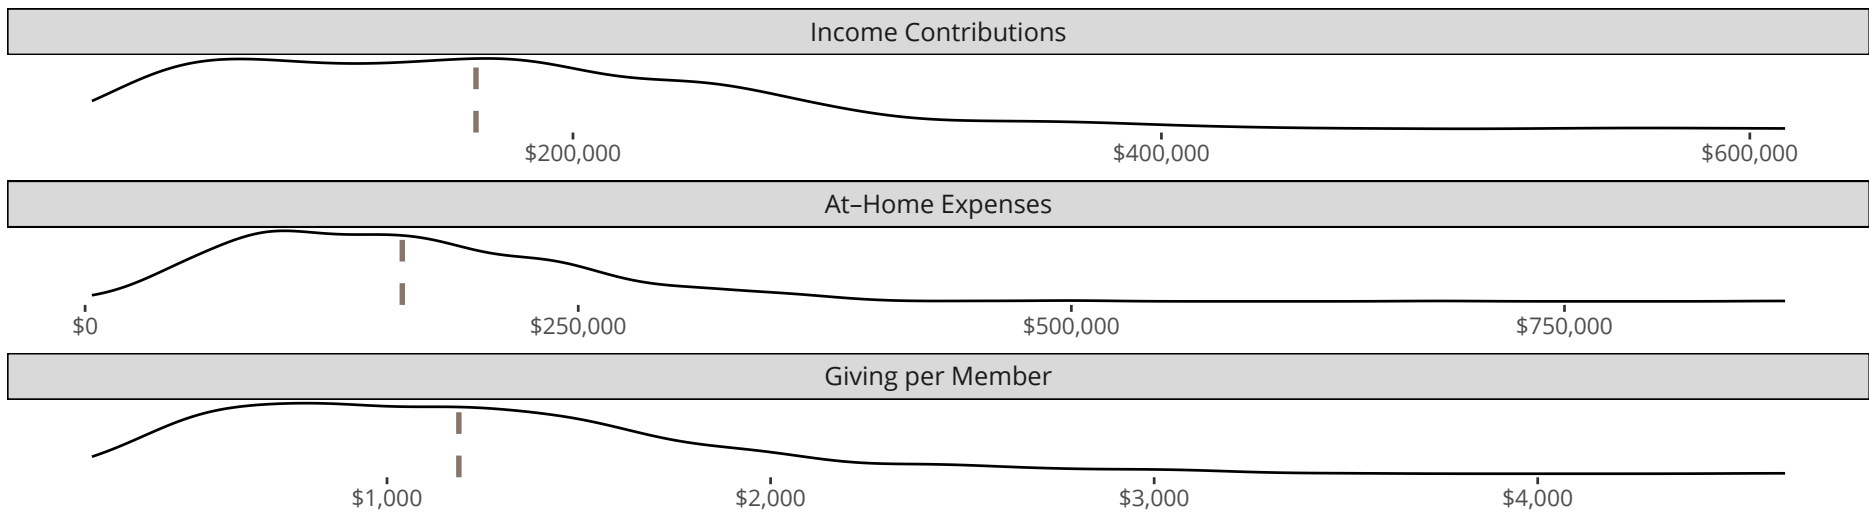 Income Contributions
$200,000 $400,000 $600,000
At–Home Expenses
$0 $250,000 $500,000 $750,000
Giving per Member
$1,000 $2,000 $3,000 $4,000